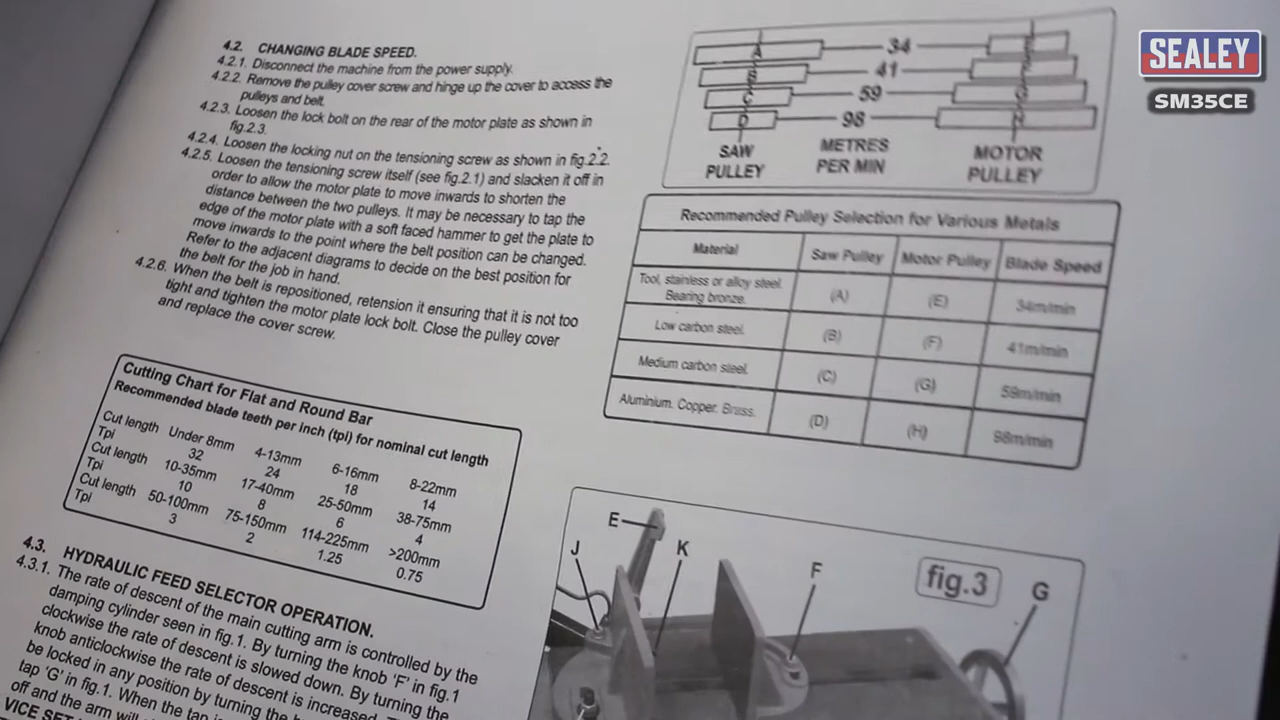 SEALEY
SM35CE
4.2. CHANGING BLADE SPEED.
4.2.1. Disconnect the machine from the power supply.
4.2.2. Remove the pulley cover screw and hinge up the cover to access the
pulleys and belt.
4.2.3. Loosen the lock bolt on the rear of the motor plate as shown in
fig.2.3.
4.2.4. Loosen the locking nut on the tensioning screw as shown in fig.2.2.
4.2.5. Loosen the tensioning screw itself (see fig.2.1) and slacken it off in
order to allow the motor plate to move inwards to shorten the
distance between the two pulleys. It may be necessary to tap the
edge of the motor plate with a soft faced hammer to get the plate to
move inwards to the point where the belt position can be changed.
Refer to the adjacent diagrams to decide on the best position for
the belt for the job in hand.
4.2.6. When the belt is repositioned, retension it ensuring that it is not too
tight and tighten the motor plate lock bolt. Close the pulley cover
and replace the cover screw.
Cutting Chart for Flat and Round Bar
Recommended blade teeth per inch (tpi) for nominal cut length
Cut length Under 8mm 4-13mm 6-16mm 8-22mm
Tpi 32 24 18 14
Cut length 10-35mm 17-40mm 25-50mm 38-75mm
Tpi 10 8 6 4
Cut length 50-100mm 75-150mm 114-225mm >200mm
Tpi 3 2 1.25 0.75
4.3. HYDRAULIC FEED SELECTOR OPERATION.
4.3.1. The rate of descent of the main cutting arm is controlled by the
damping cylinder seen in fig.1. By turning the knob 'F' in fig.1
clockwise the rate of descent is slowed down. By turning the
knob anticlockwise the rate of descent is increased.
be locked in any position by turning the
tap 'G' in fig.1. When the tap
off and the arm will
VICE SET
A 34 E
B 41 F
C 59 G
D 98 H
SAW PULLEY
METRES PER MIN
MOTOR PULLEY
Recommended Pulley Selection for Various Metals
Material Saw Pulley Motor Pulley Blade Speed
Tool, stainless or alloy steel.
Bearing bronze. (A) (E) 34m/min
Low carbon steel. (B) (F) 41m/min
Medium carbon steel. (C) (G) 59m/min
Aluminium. Copper. Brass. (D) (H) 98m/min
E
J
K
F
fig.3
G